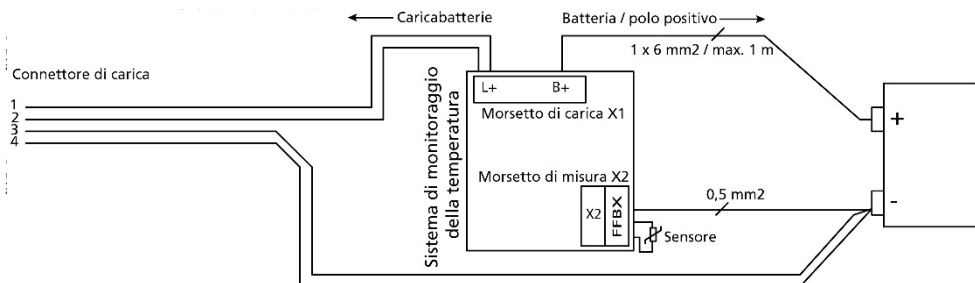 Caricabatterie
Batteria / polo positivo
1 x 6 mm2 / max. 1 m
Connettore di carica
1
2
3
4
L+
B+
Morsetto di carica X1
Sistema di monitoraggio
della temperatura
Morsetto di misura X2
X2
FFBX
Sensore
0,5 mm2
+
-